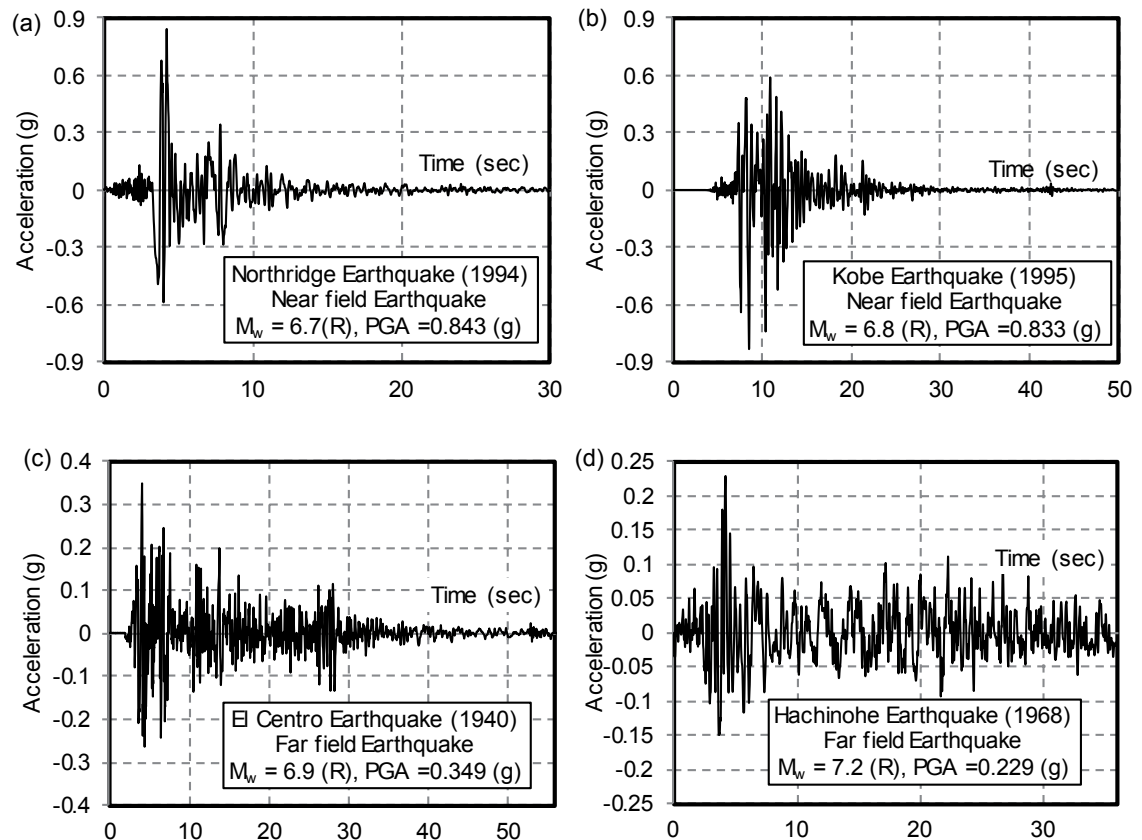 (a)
0.9
0.6
0.3
0
-0.3
-0.6
-0.9
Acceleration (g)
Time (sec)
Northridge Earthquake (1994)
Near field Earthquake
Mw = 6.7(R), PGA =0.843 (g)
0 10 20 30
(b)
0.9
0.6
0.3
0
-0.3
-0.6
-0.9
Acceleration (g)
Time (sec)
Kobe Earthquake (1995)
Near field Earthquake
Mw = 6.8 (R), PGA =0.833 (g)
0 10 20 30 40 50
(c)
0.4
0.3
0.2
0.1
0
-0.1
-0.2
-0.3
-0.4
Acceleration (g)
Time (sec)
El Centro Earthquake (1940)
Far field Earthquake
Mw = 6.9 (R), PGA =0.349 (g)
0 10 20 30 40 50
(d)
0.25
0.20
0.15
0.10
0.05
0
-0.05
-0.10
-0.15
-0.20
-0.25
Acceleration (g)
Time (sec)
Hachinohe Earthquake (1968)
Far field Earthquake
Mw = 7.2 (R), PGA =0.229 (g)
0 10 20 30